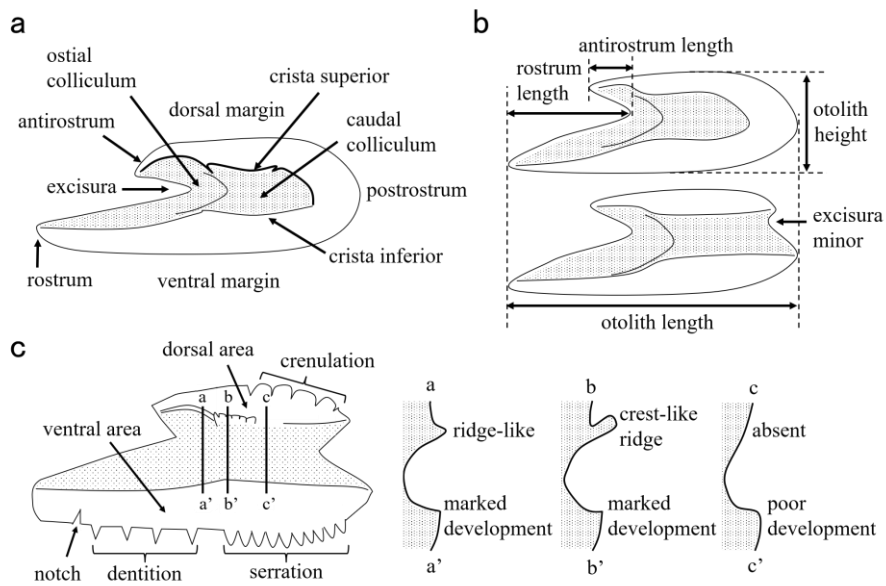 a
ostial
colliculum
crista superior
dorsal margin
antirostrum
caudal
colliculum
excisura
postrostrum
crista inferior
rostrum
ventral margin
b
antirostrum length
rostrum
length
otolith
height
excisura
minor
otolith length
c
dorsal area
crenulation
a b c
ventral area
a' b' c'
notch
dentition
serration
a
ridge-like
marked
development
a'
b
crest-like
ridge
marked
development
b'
c
absent
poor
development
c'